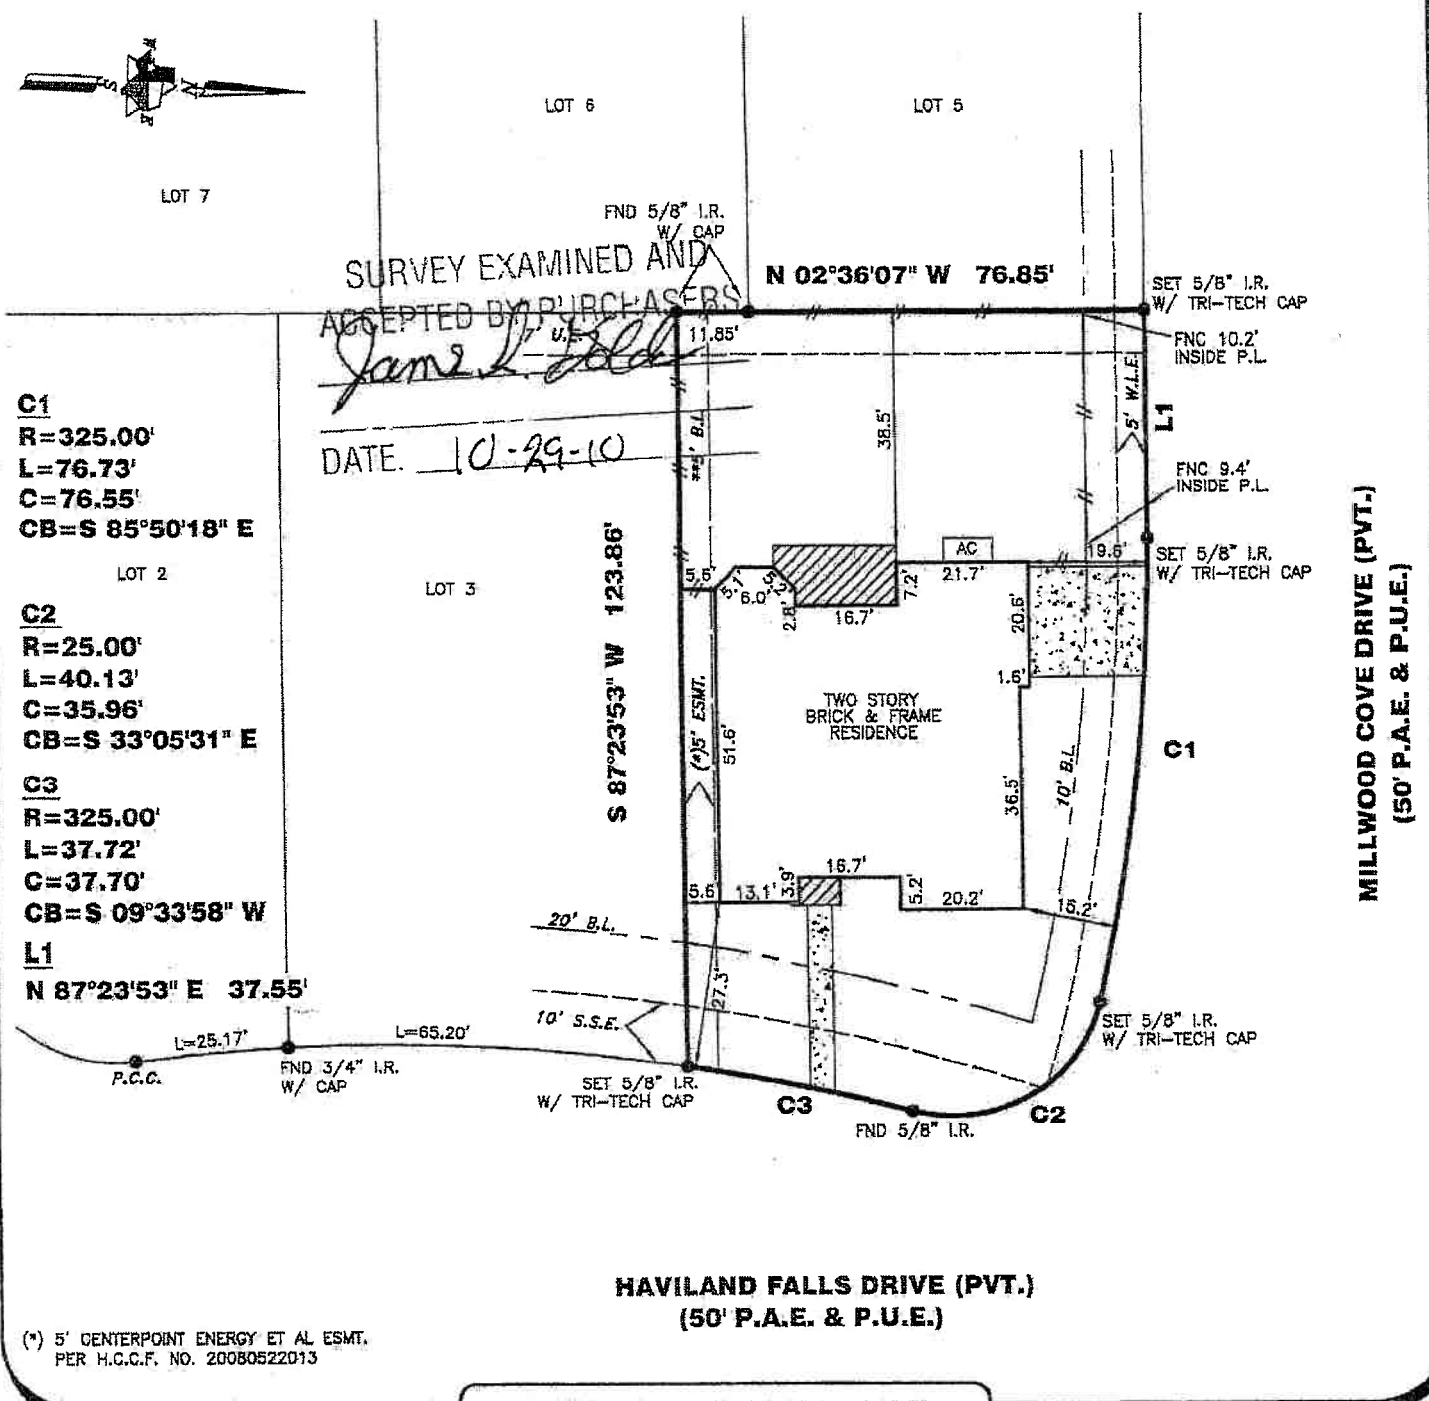 S
N
E
LOT 6
LOT 5
LOT 7
FND 5/8" I.R.
W/ CAP
SURVEY EXAMINED AND
ACCEPTED BY PURCHASERS
DATE. 10-29-10
N 02°36'07" W 76.85'
SET 5/8" I.R.
W/ TRI-TECH CAP
FNC 10.2'
INSIDE P.L.
7' U.E.
11.85'
5' W.L.E.
L1
**5' B.L.
38.5'
FNC 9.4'
INSIDE P.L.
C1
R=325.00'
L=76.73'
C=76.55'
CB=S 85°50'18" E
LOT 2
LOT 3
C2
R=25.00'
L=40.13'
C=35.96'
CB=S 33°05'31" E
C3
R=325.00'
L=37.72'
C=37.70'
CB=S 09°33'58" W
L1
N 87°23'53" E 37.55'
S 87°23'53" W 123.86'
AC
19.6'
SET 5/8" I.R.
W/ TRI-TECH CAP
5.6'
5.1'
6.0'
5.2'
2.8'
16.7'
7.2'
21.7'
20.6'
1.6'
TWO STORY
BRICK & FRAME
RESIDENCE
(*)5' ESMT.
51.6'
36.5'
10' B.L.
C1
MILLWOOD COVE DRIVE (PVT.)
(50' P.A.E. & P.U.E.)
5.6'
13.1'
3.9'
16.7'
5.2'
20.2'
15.2'
20' B.L.
27.3'
10' S.S.E.
SET 5/8" I.R.
W/ TRI-TECH CAP
L=25.17'
L=65.20'
P.C.C.
FND 3/4" I.R.
W/ CAP
SET 5/8" I.R.
W/ TRI-TECH CAP
C3
FND 5/8" I.R.
C2
HAVILAND FALLS DRIVE (PVT.)
(50' P.A.E. & P.U.E.)
(*) 5' CENTERPOINT ENERGY ET AL ESMT.
PER H.C.C.F. NO. 20080522013